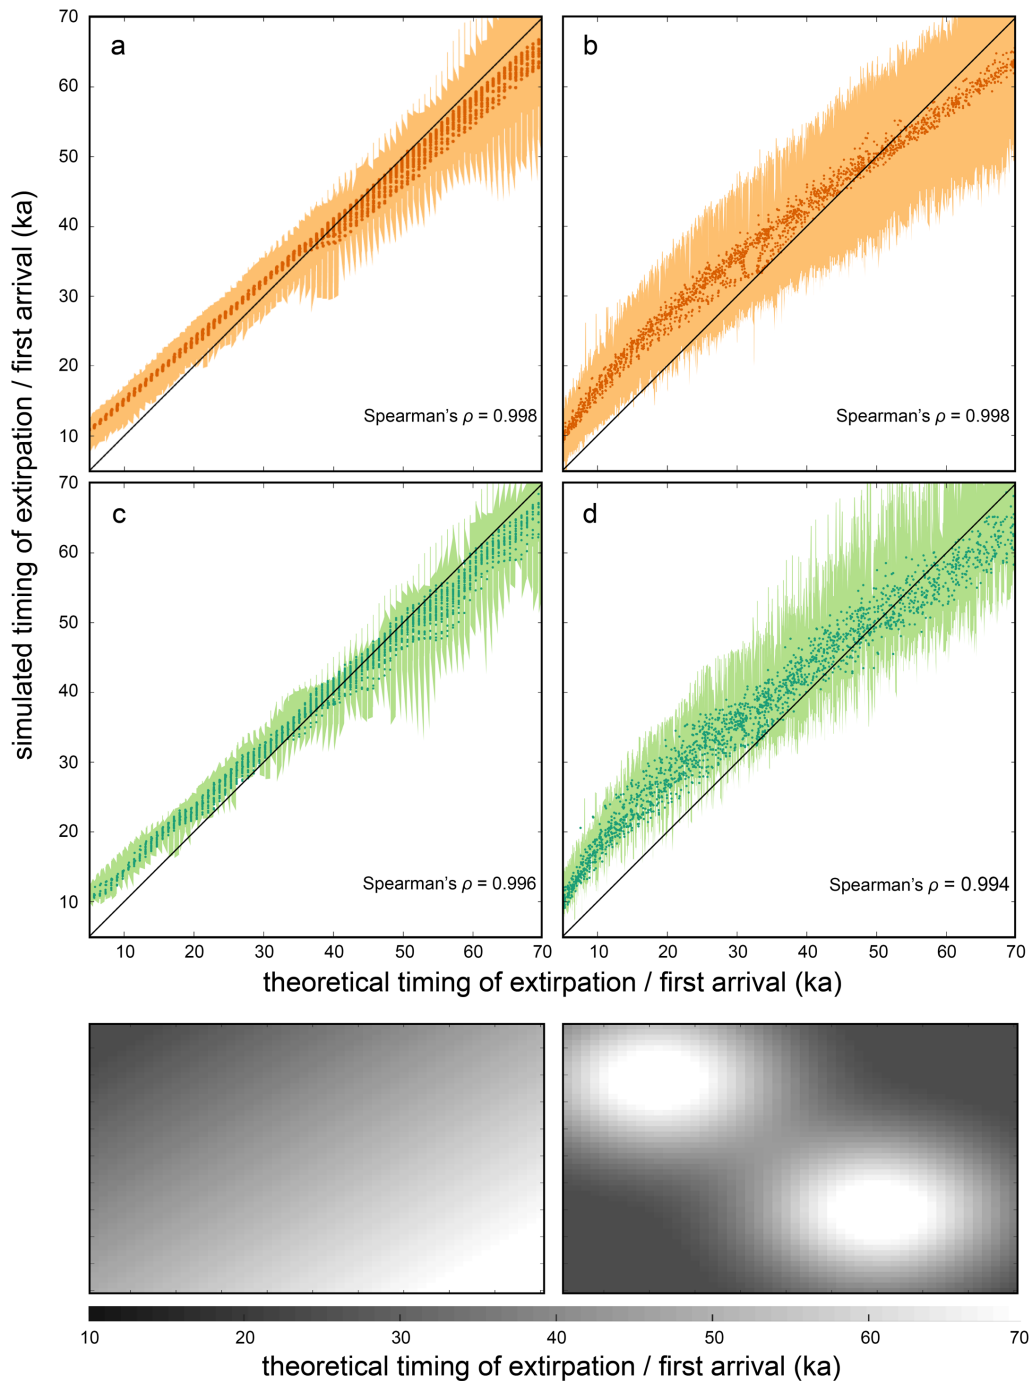 simulated timing of extirpation / first arrival (ka)
a
70
60
50
40
30
20
10
Spearman's ρ = 0.998
b
Spearman's ρ = 0.998
c
70
60
50
40
30
20
10
Spearman's ρ = 0.996
d
Spearman's ρ = 0.994
10 20 30 40 50 60 70 10 20 30 40 50 60 70
theoretical timing of extirpation / first arrival (ka)
10 20 30 40 50 60 70
theoretical timing of extirpation / first arrival (ka)